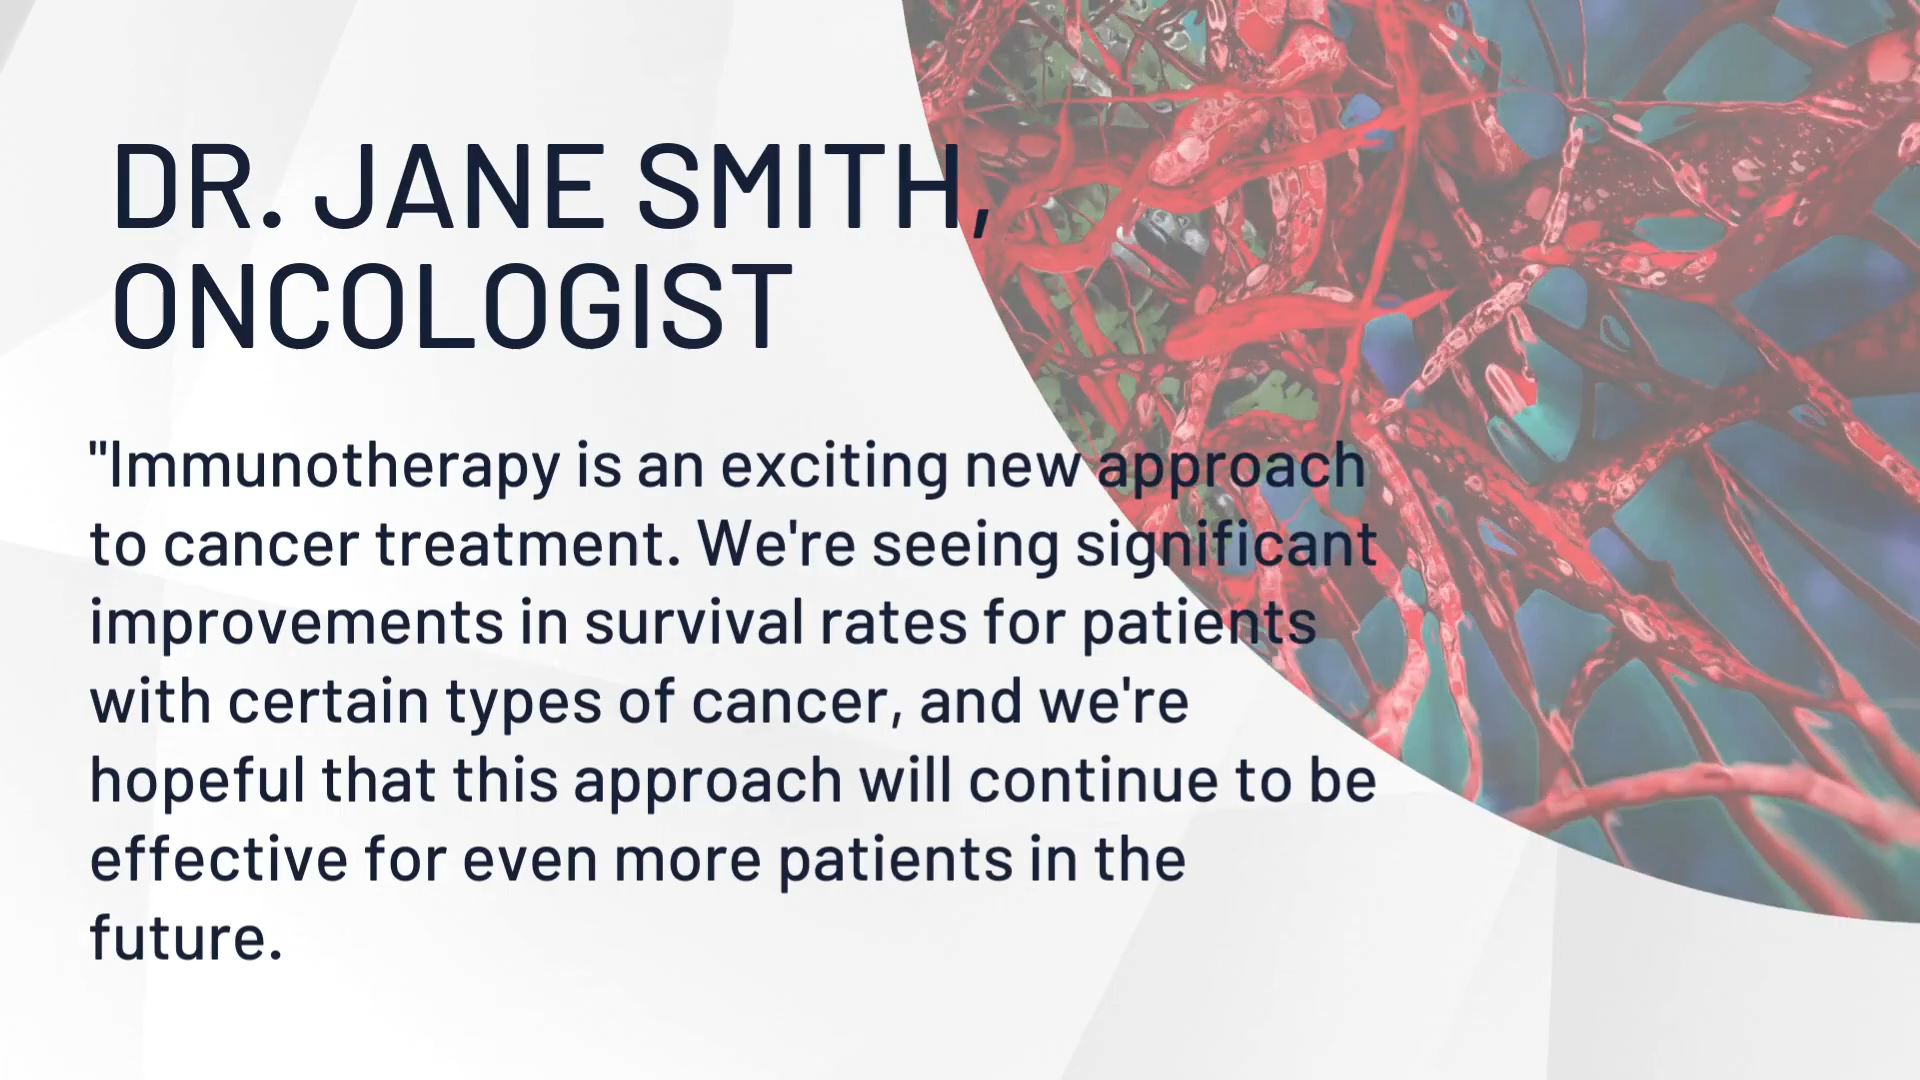 DR. JANE SMITH,
ONCOLOGIST
"Immunotherapy is an exciting new approach
to cancer treatment. We're seeing significant
improvements in survival rates for patients
with certain types of cancer, and we're
hopeful that this approach will continue to be
effective for even more patients in the
future.